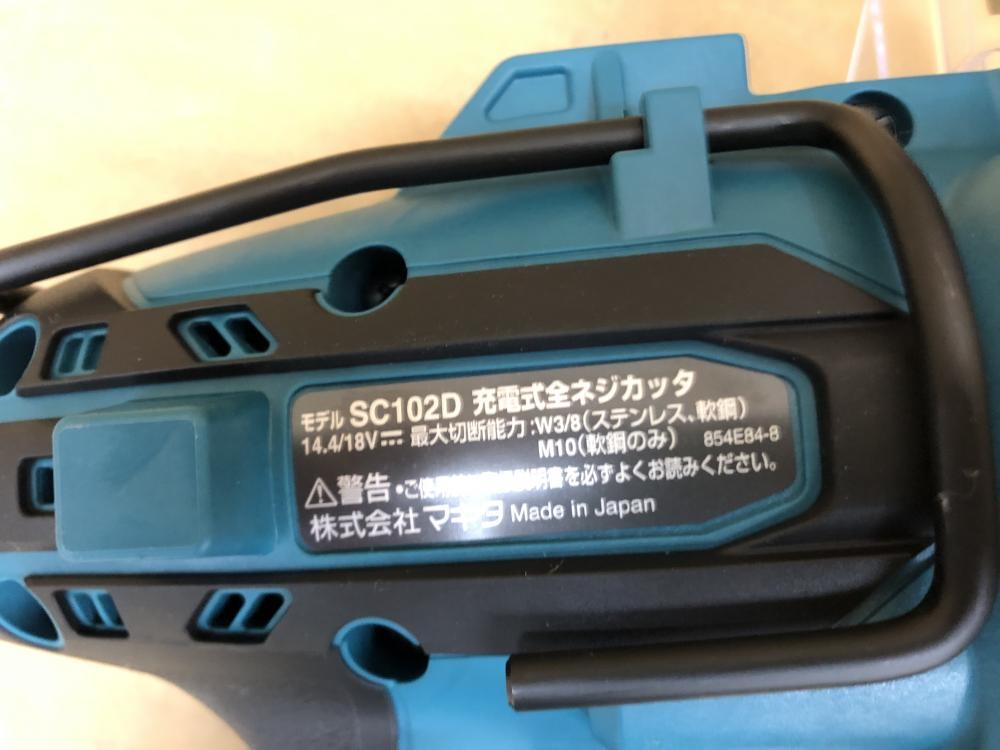 モデル SC102D 充電式全ネジカッタ
14.4/18V⎓ 最大切断能力:W3/8(ステンレス、軟鋼)
M10(軟鋼のみ) 854E84-8
⚠警告・ご使用 説明書を必ずよくお読みください。
株式会社 マキタ Made in Japan